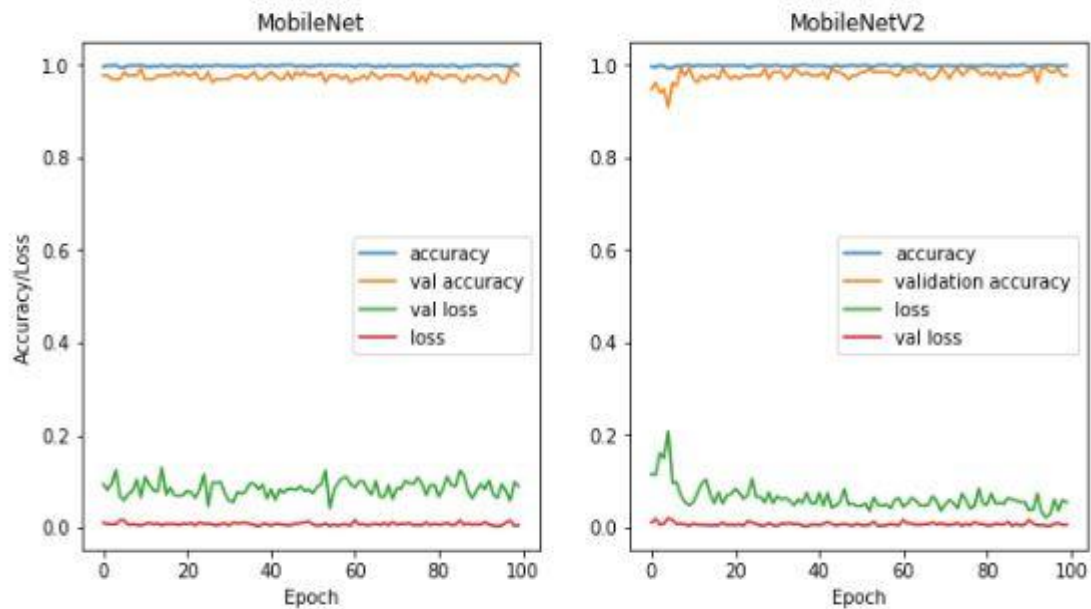 MobileNet
1.0
0.8
0.6
0.4
0.2
0.0
Accuracy/Loss
accuracy
val accuracy
val loss
loss
0 20 40 60 80 100
Epoch
MobileNetV2
1.0
0.8
0.6
0.4
0.2
0.0
accuracy
validation accuracy
loss
val loss
0 20 40 60 80 100
Epoch